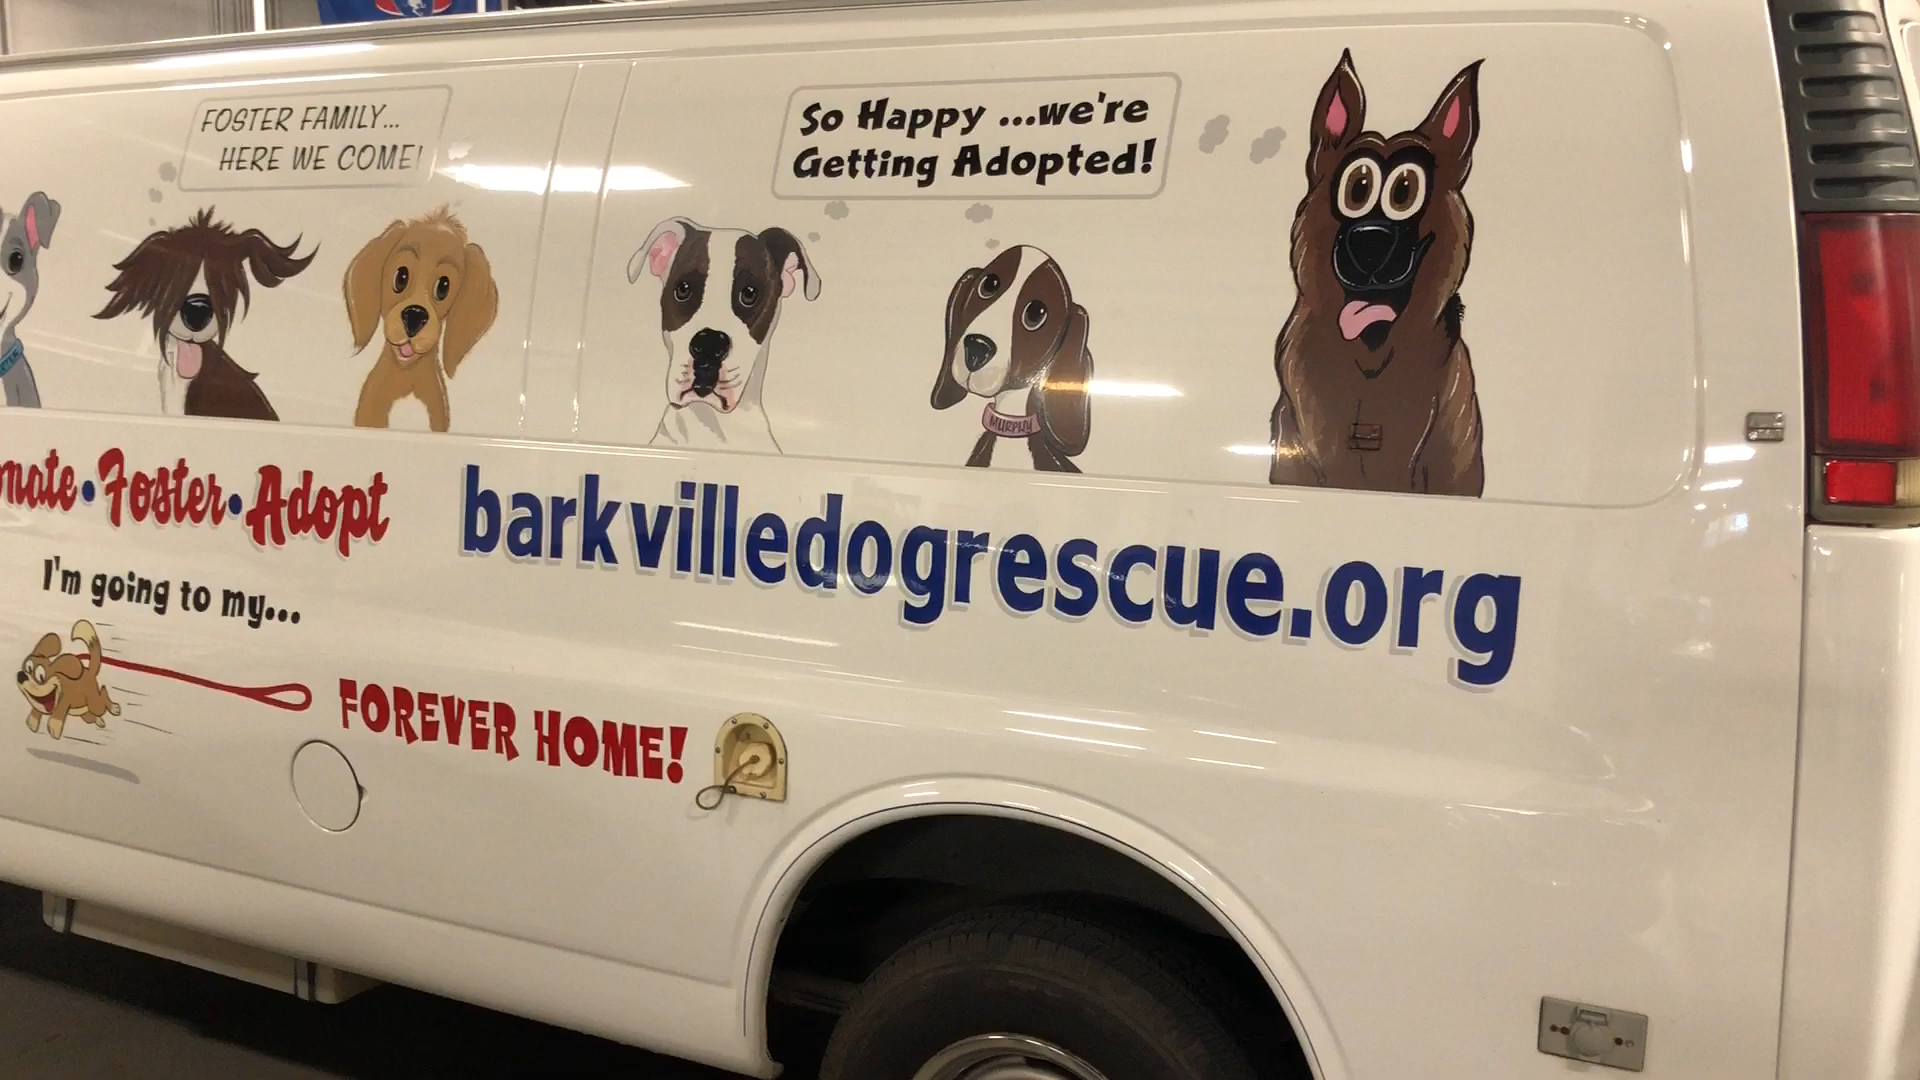 FOSTER FAMILY...
HERE WE COME!
So Happy ...we're
Getting Adopted!
MURPHY
• Foster • Adopt
barkvilledogrescue.org
I'm going to my...
FOREVER HOME!